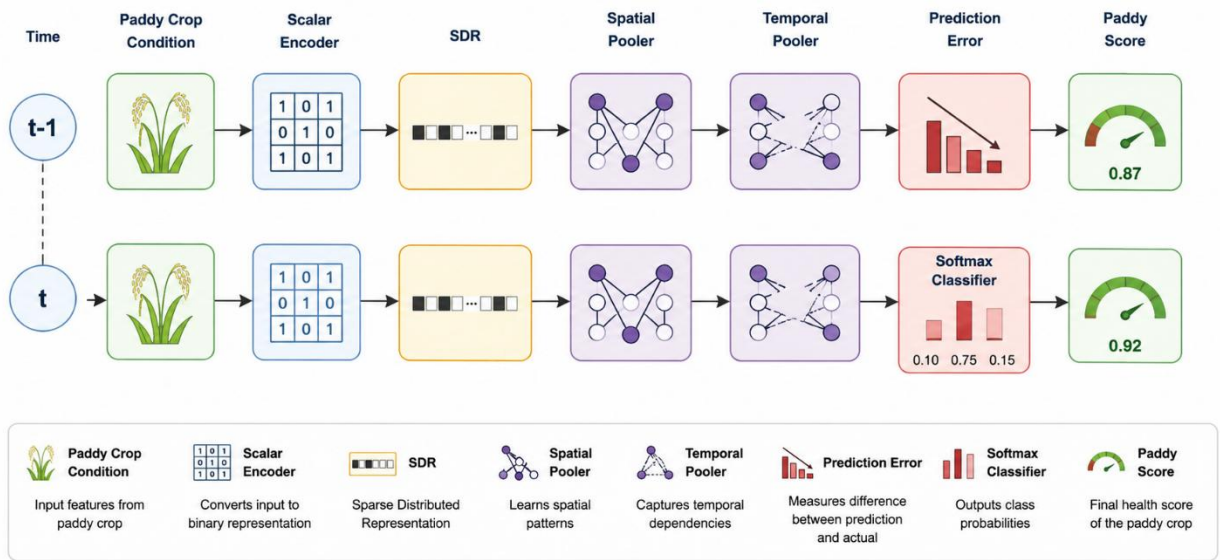 Time
Paddy Crop
Condition
Scalar
Encoder
SDR
Spatial
Pooler
Temporal
Pooler
Prediction
Error
Paddy
Score
t-1
1 0 1
0 1 0
1 0 1
...
0.87
t
1 0 1
0 1 0
1 0 1
...
Softmax
Classifier
0.10 0.75 0.15
0.92
1 0 1
0 1 0
1 0 1
Paddy Crop
Condition
Input features from
paddy crop
Scalar
Encoder
Converts input to
binary representation
SDR
Sparse Distributed
Representation
Spatial
Pooler
Learns spatial
patterns
Temporal
Pooler
Captures temporal
dependencies
Prediction Error
Measures difference
between prediction
and actual
Softmax
Classifier
Outputs class
probabilities
Paddy
Score
Final health score
of the paddy crop